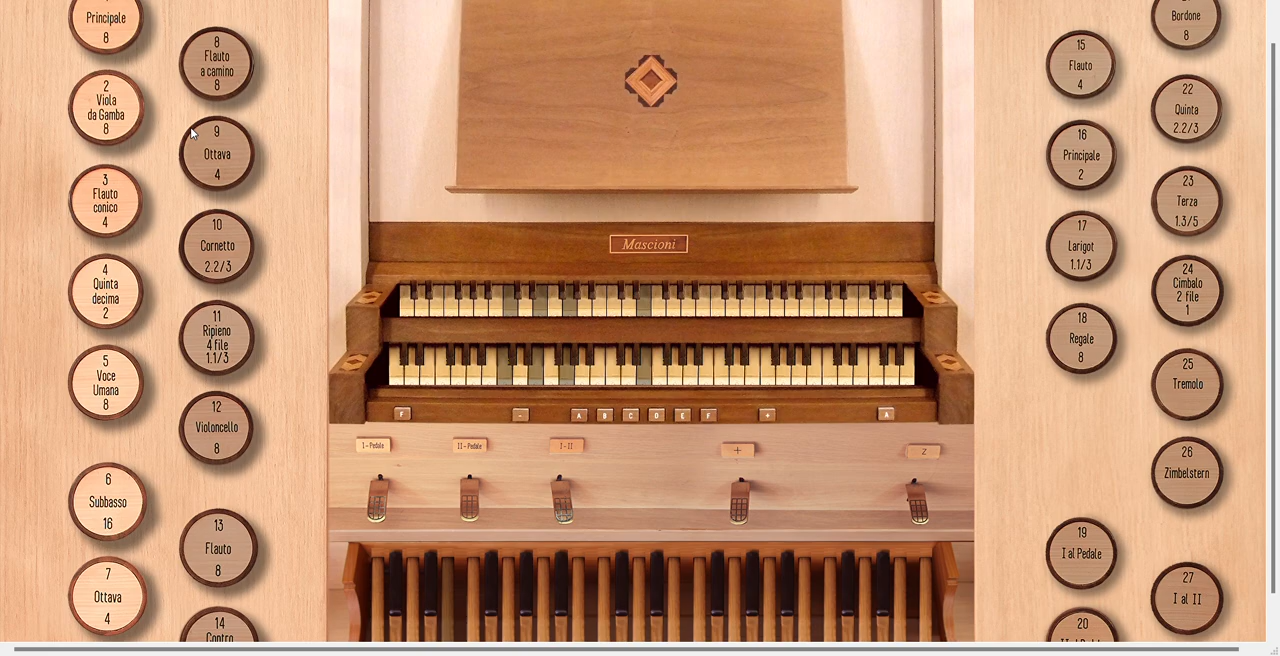 Principale
8
2
Viola
da Gamba
8
3
Flauto
conico
4
4
Quinta
decima
2
5
Voce
Umana
8
6
Subbasso
16
7
Ottava
4
8
Flauto
a camino
8
9
Ottava
4
10
Cornetto
2.2/3
11
Ripieno
4 file
1.1/3
12
Violoncello
8
13
Flauto
8
14
Contro
Mascioni
F
-
A
B
C
D
E
F
+
A
I - Pedale
II - Pedale
I - II
+
Z
15
Flauto
4
16
Principale
2
17
Larigot
1.1/3
18
Regale
8
19
I al Pedale
20
Bordone
8
22
Quinta
2.2/3
23
Terza
1.3/5
24
Cimbalo
2 file
1
25
Tremolo
26
Zimbelstern
27
I al II